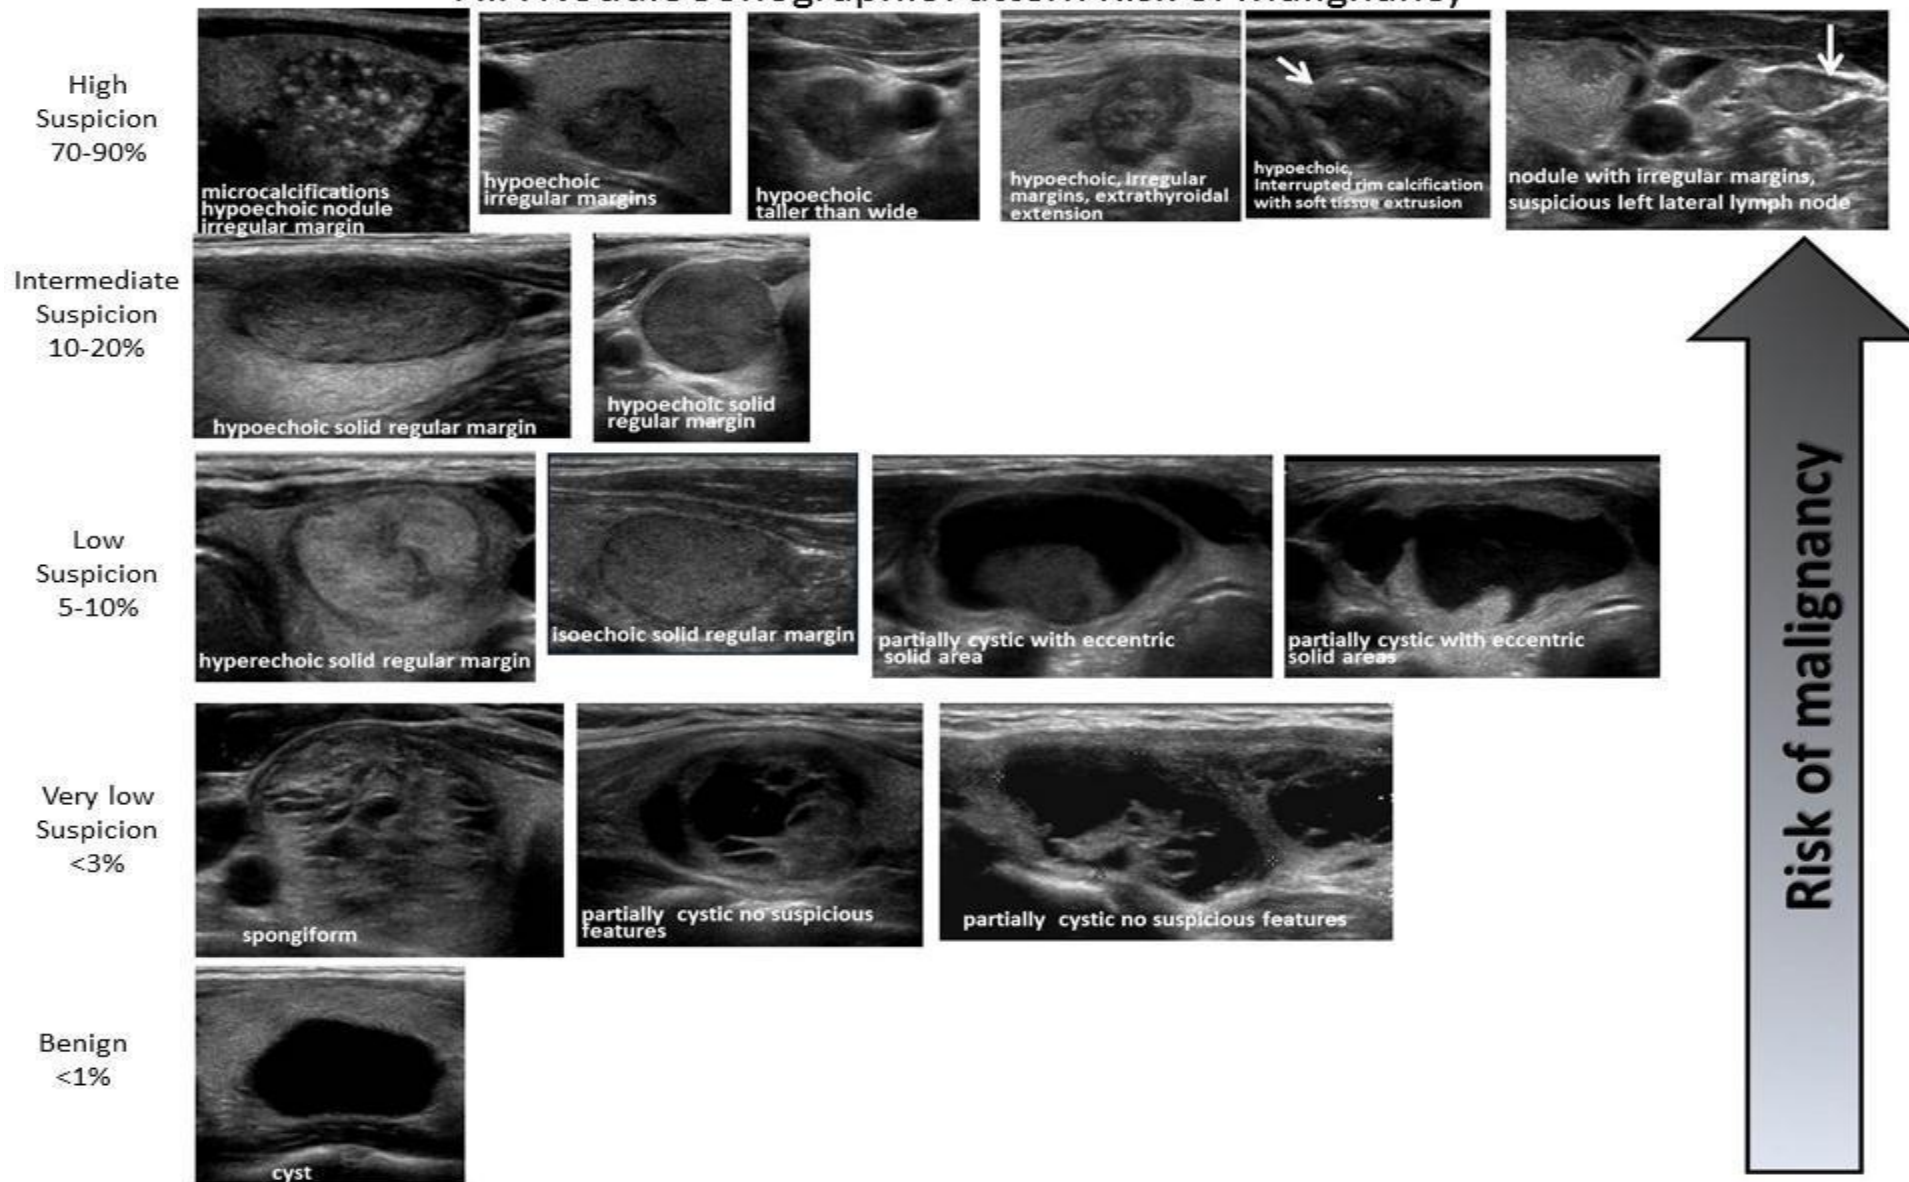 High
Suspicion
70-90%
microcalcifications
hypoechoic nodule
irregular margin
hypoechoic
irregular margins
hypoechoic
taller than wide
hypoechoic, irregular
margins, extrathyroidal
extension
hypoechoic,
Interrupted rim calcification
with soft tissue extrusion
nodule with irregular margins,
suspicious left lateral lymph node
Intermediate
Suspicion
10-20%
hypoechoic solid regular margin
hypoechoic solid
regular margin
Low
Suspicion
5-10%
hyperechoic solid regular margin
isoechoic solid regular margin
partially cystic with eccentric
solid area
partially cystic with eccentric
solid areas
Very low
Suspicion
<3%
spongiform
partially cystic no suspicious
features
partially cystic no suspicious features
Benign
<1%
cyst
Risk of malignancy